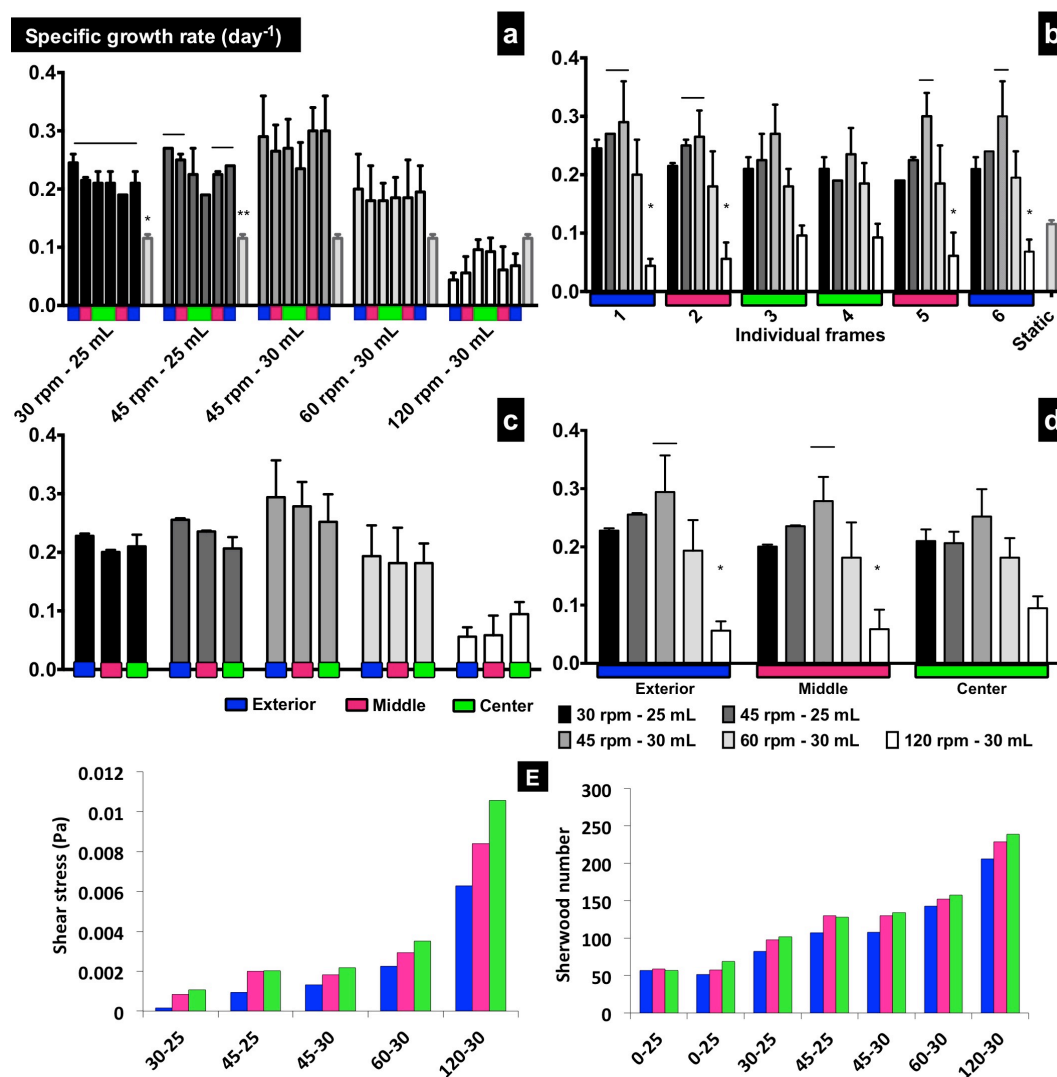 Specific growth rate (day-1)
a
0.4
0.3
0.2
0.1
0.0
*
**
30 rpm - 25 mL
45 rpm - 25 mL
45 rpm - 30 mL
60 rpm - 30 mL
120 rpm - 30 mL
b
0.4
0.3
0.2
0.1
0.0
*
*
*
*
1
2
3
4
5
6
Static
Individual frames
c
0.4
0.3
0.2
0.1
0.0
Exterior
Middle
Center
d
0.4
0.3
0.2
0.1
0.0
*
*
Exterior
Middle
Center
30 rpm - 25 mL
45 rpm - 25 mL
45 rpm - 30 mL
60 rpm - 30 mL
120 rpm - 30 mL
E
Shear stress (Pa)
0.012
0.01
0.008
0.006
0.004
0.002
0
30-25
45-25
45-30
60-30
120-30
Sherwood number
300
250
200
150
100
50
0
0-25
0-25
30-25
45-25
45-30
60-30
120-30